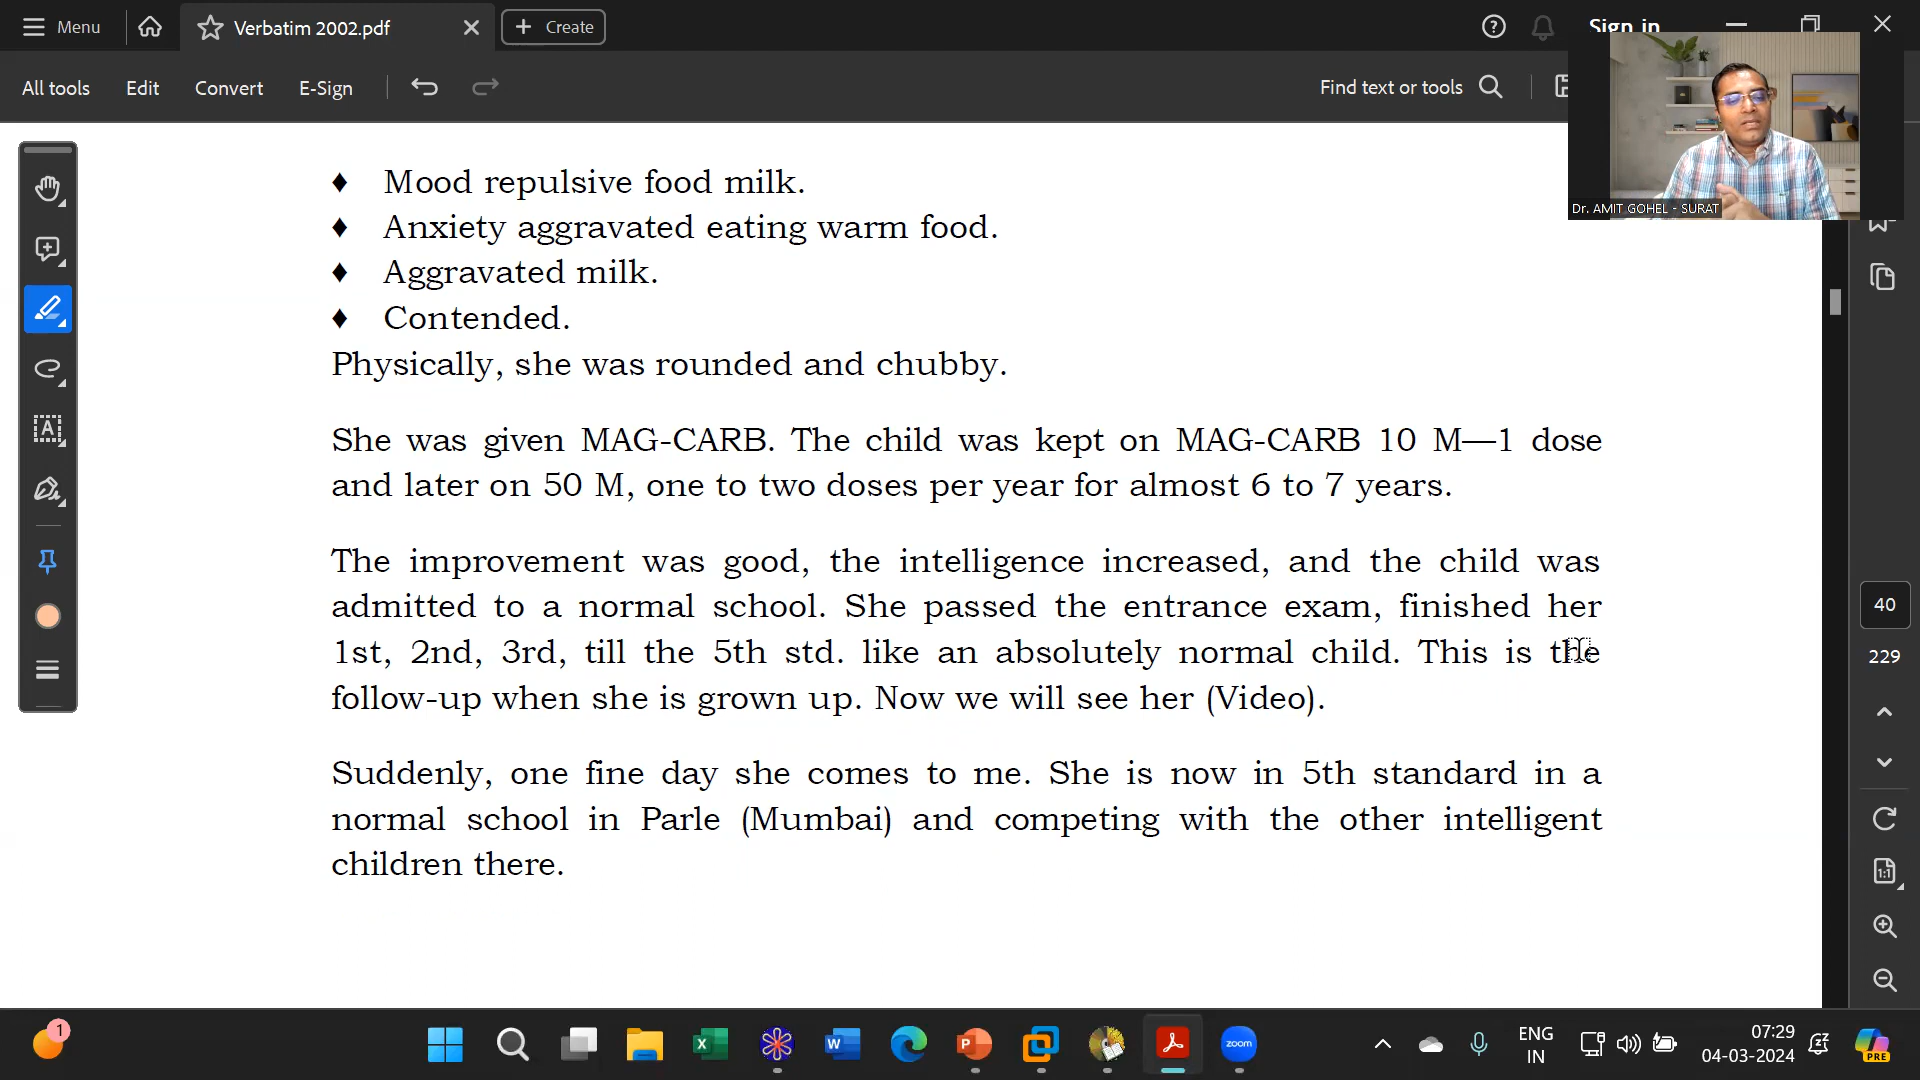 Menu
Verbatim 2002.pdf
Create
Sign in
All tools
Edit
Convert
E-Sign
Find text or tools
Dr. AMIT GOHEL - SURAT
♦ Mood repulsive food milk.
♦ Anxiety aggravated eating warm food.
♦ Aggravated milk.
♦ Contended.
Physically, she was rounded and chubby.
She was given MAG-CARB. The child was kept on MAG-CARB 10 M—1 dose
and later on 50 M, one to two doses per year for almost 6 to 7 years.
The improvement was good, the intelligence increased, and the child was
admitted to a normal school. She passed the entrance exam, finished her
1st, 2nd, 3rd, till the 5th std. like an absolutely normal child. This is the
follow-up when she is grown up. Now we will see her (Video).
Suddenly, one fine day she comes to me. She is now in 5th standard in a
normal school in Parle (Mumbai) and competing with the other intelligent
children there.
40
229
1:1
1
zoom
ENG
IN
07:29
04-03-2024
PRE